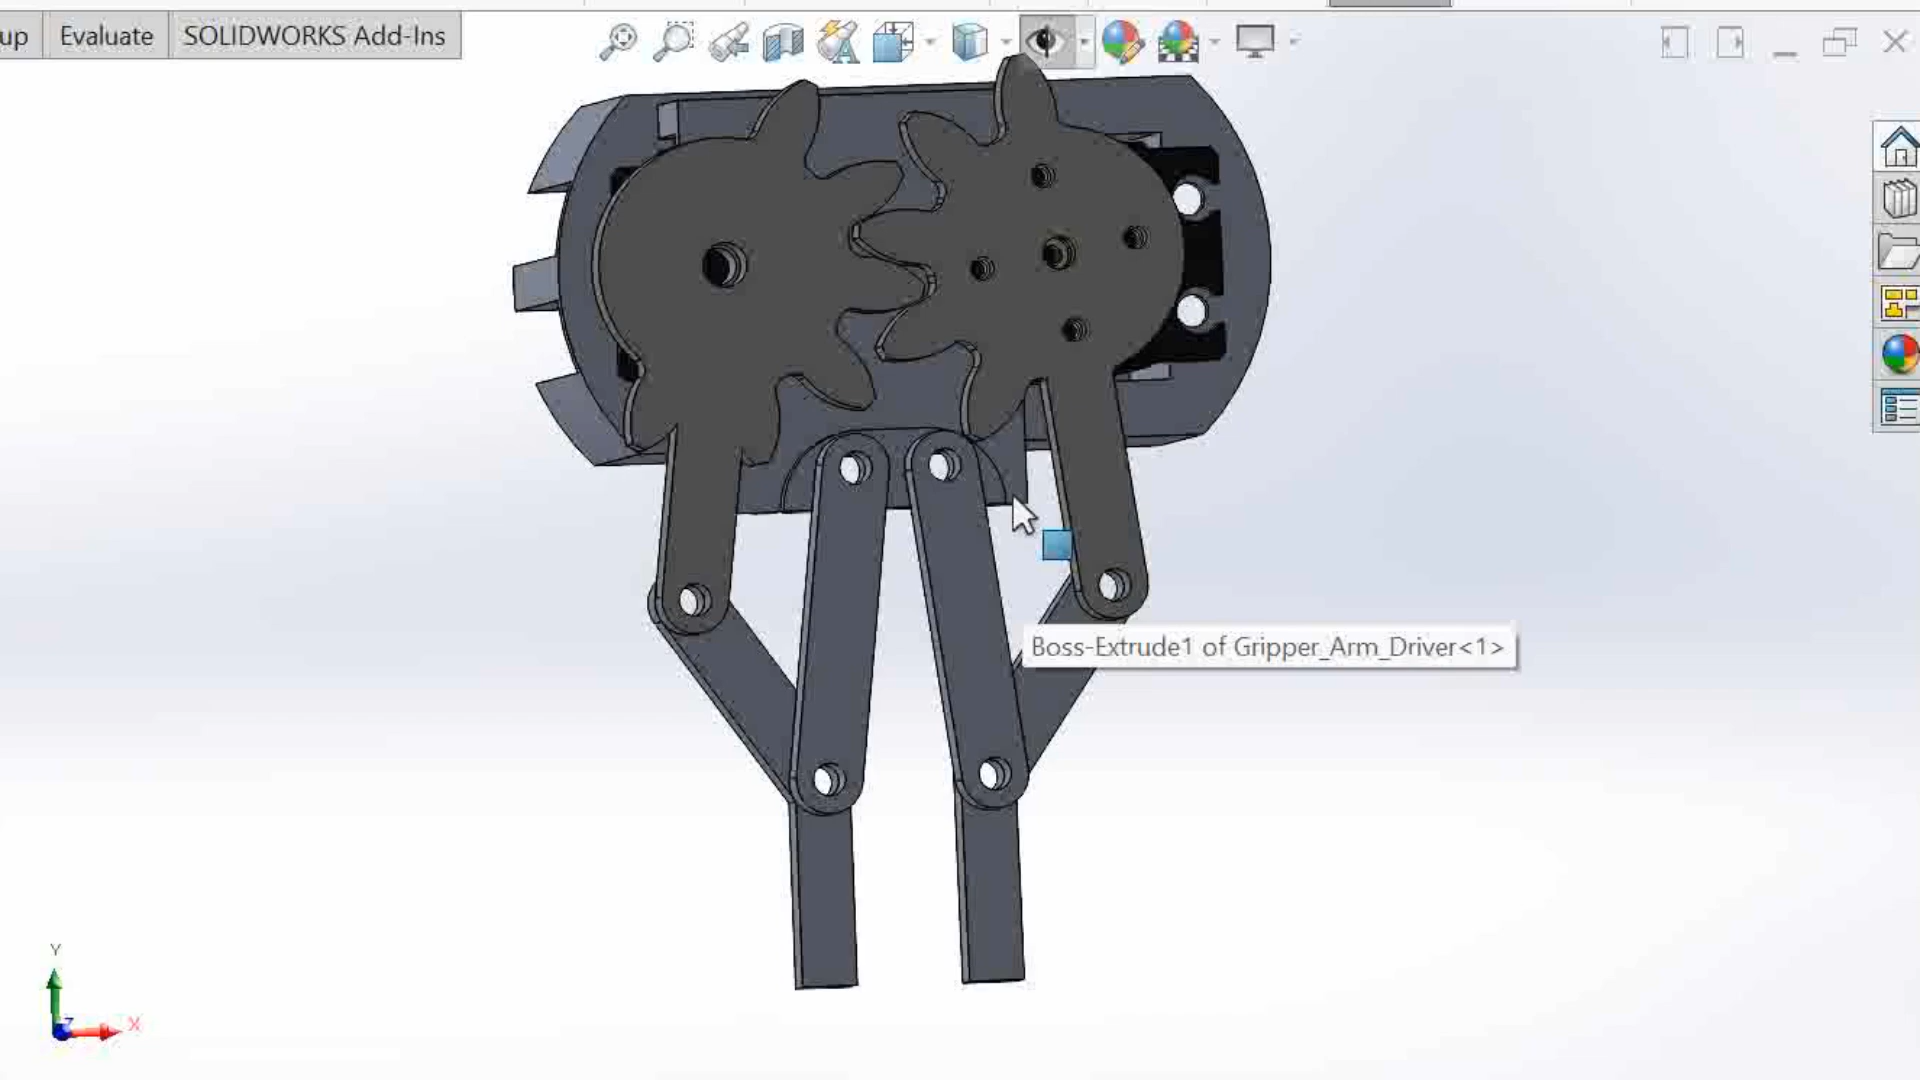 up
Evaluate
SOLIDWORKS Add-Ins
Boss-Extrude1 of Gripper_Arm_Driver<1>
Y
Z
X